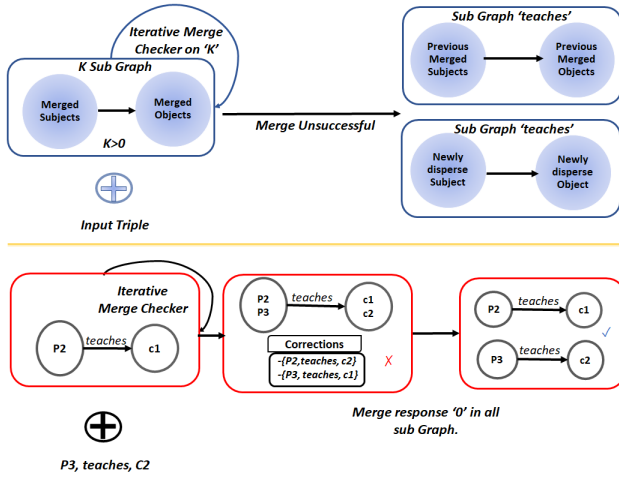 Iterative Merge
Checker
on 'K'
K Sub Graph
Merged
Subjects
Merged
Objects
K>0
Input Triple
Merge Unsuccessful
Sub Graph 'teaches'
Previous
Merged
Subjects
Previous
Merged
Objects
Sub Graph 'teaches'
Newly
disperse
Subject
Newly
disperse
Object
Iterative
Merge Checker
P2
teaches
c1
P3, teaches, C2
P2
P3
teaches
c1
c2
Corrections
-{P2,teaches, c2}
-{P3, teaches, c1}
X
P2
teaches
c1
✓
P3
teaches
c2
Merge response '0' in all
sub Graph.